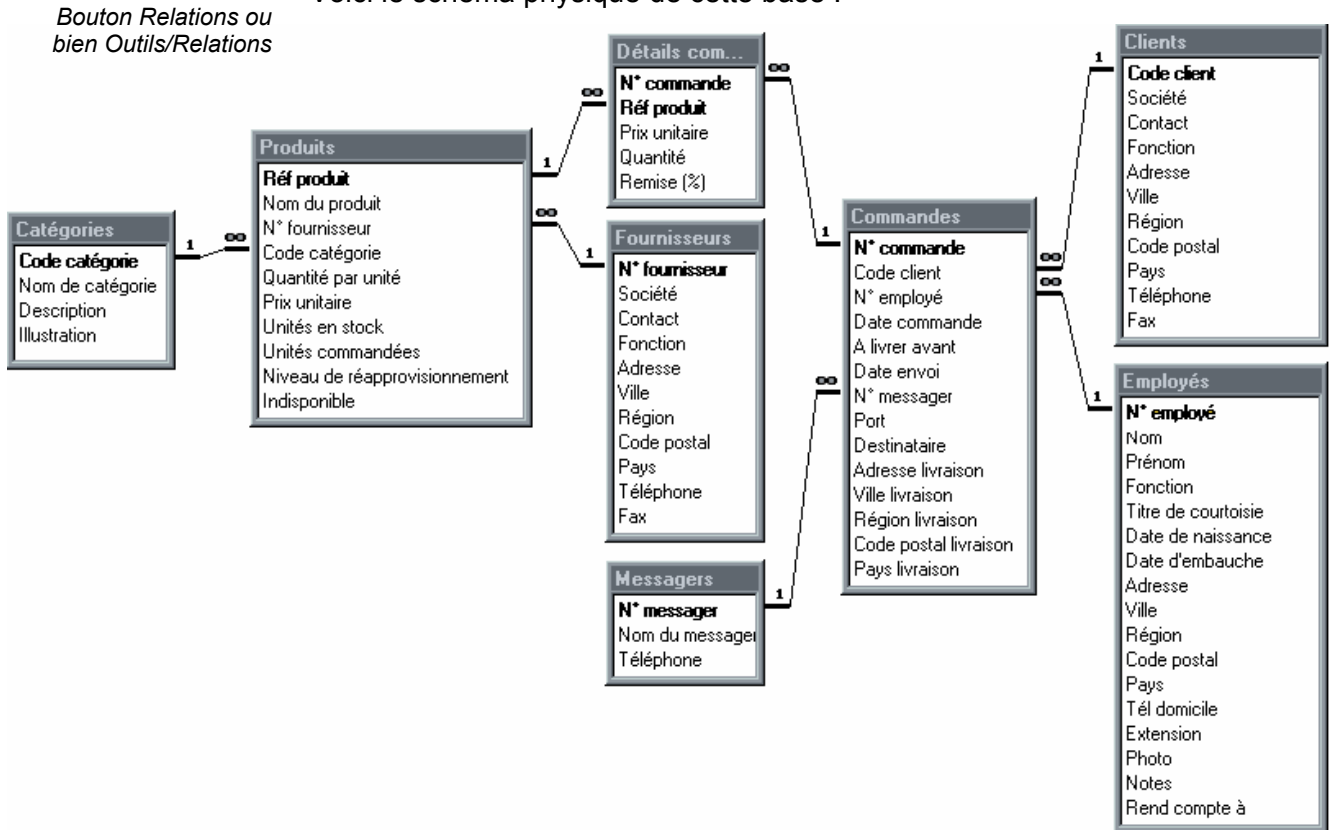 Bouton Relations ou
bien Outils/Relations
Voici le schéma physique de cette base :
Catégories
Code catégorie
Nom de catégorie
Description
Illustration
1
∞
Produits
Réf produit
Nom du produit
N° fournisseur
Code catégorie
Quantité par unité
Prix unitaire
Unités en stock
Unités commandées
Niveau de réapprovisionnement
Indisponible
1
∞
∞
1
Détails com...
N° commande
Réf produit
Prix unitaire
Quantité
Remise (%)
∞
1
Fournisseurs
N° fournisseur
Société
Contact
Fonction
Adresse
Ville
Région
Code postal
Pays
Téléphone
Fax
Messagers
N° messager
Nom du messager
Téléphone
1
∞
Commandes
N° commande
Code client
N° employé
Date commande
A livrer avant
Date envoi
N° messager
Port
Destinataire
Adresse livraison
Ville livraison
Région livraison
Code postal livraison
Pays livraison
∞
∞
1
1
Clients
Code client
Société
Contact
Fonction
Adresse
Ville
Région
Code postal
Pays
Téléphone
Fax
Employés
N° employé
Nom
Prénom
Fonction
Titre de courtoisie
Date de naissance
Date d'embauche
Adresse
Ville
Région
Code postal
Pays
Tél domicile
Extension
Photo
Notes
Rend compte à